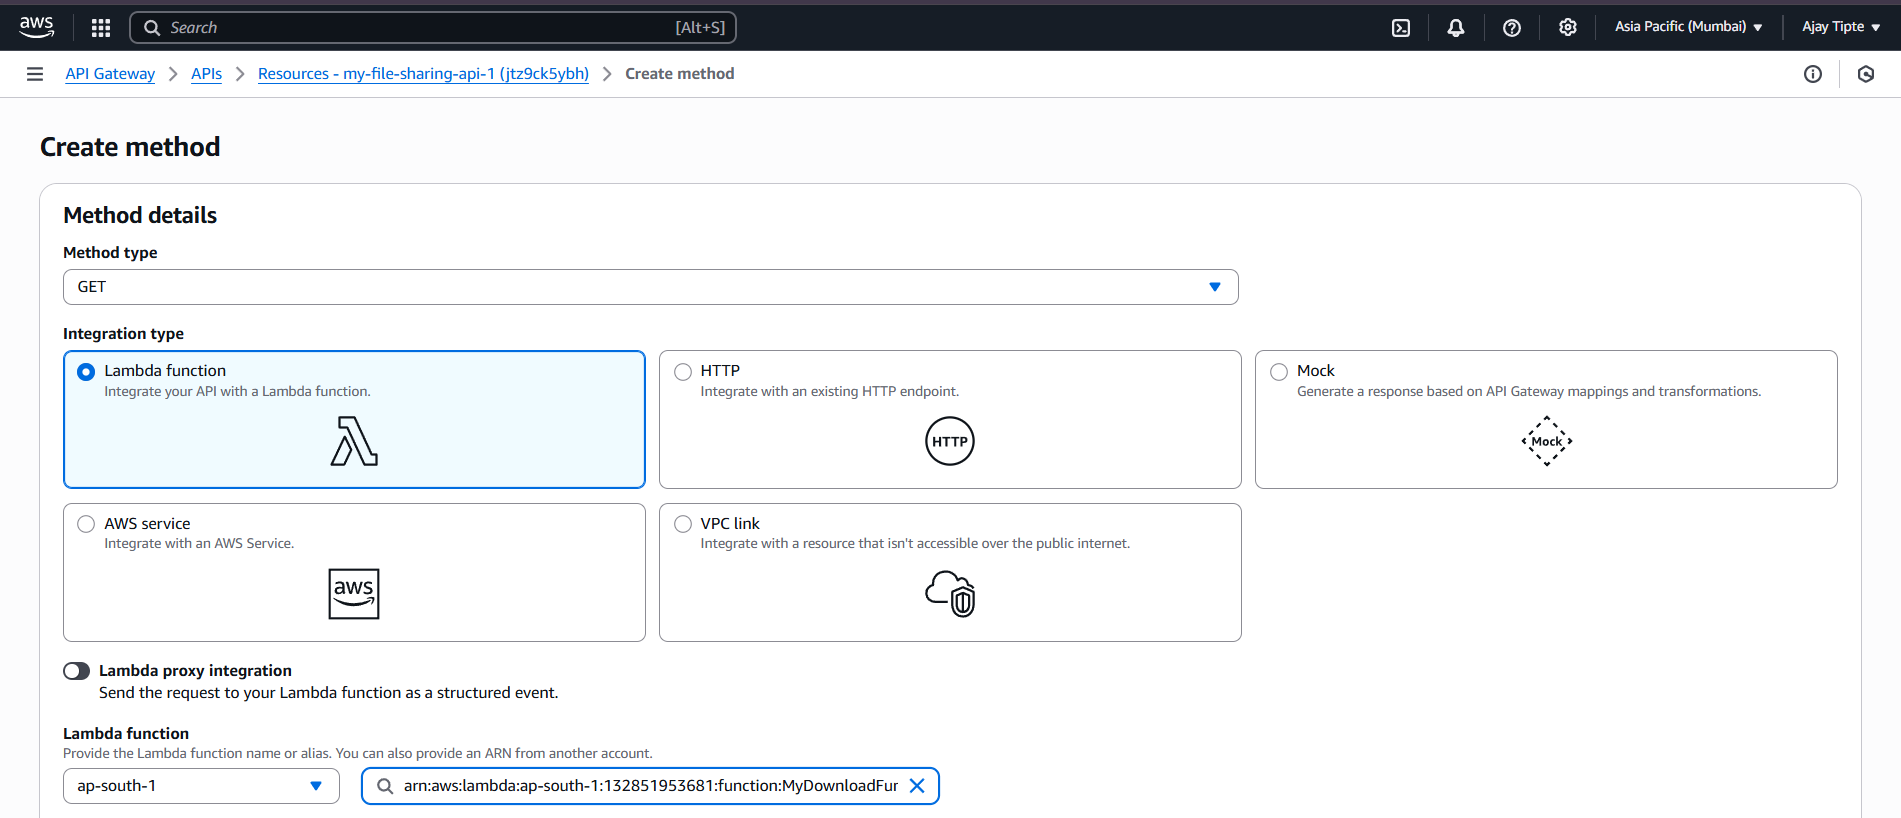 aws
Search [Alt+S]
Asia Pacific (Mumbai)
Ajay Tipte
API Gateway
APIs
Resources - my-file-sharing-api-1 (jtz9ck5ybh)
Create method
Create method
Method details
Method type
GET
Integration type
Lambda function
Integrate your API with a Lambda function.
HTTP
Integrate with an existing HTTP endpoint.
HTTP
Mock
Generate a response based on API Gateway mappings and transformations.
Mock
AWS service
Integrate with an AWS Service.
aws
VPC link
Integrate with a resource that isn't accessible over the public internet.
Lambda proxy integration
Send the request to your Lambda function as a structured event.
Lambda function
Provide the Lambda function name or alias. You can also provide an ARN from another account.
ap-south-1
arn:aws:lambda:ap-south-1:132851953681:function:MyDownloadFur